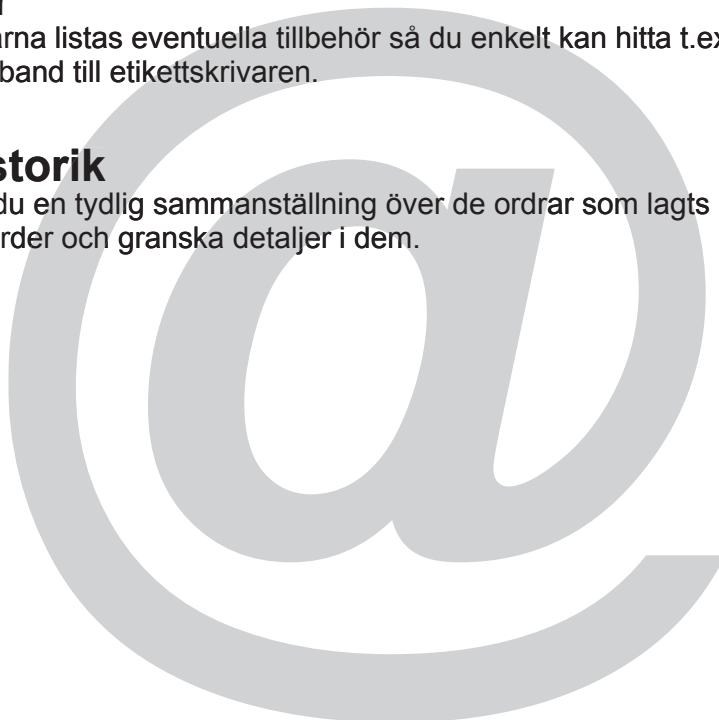 r
arna listas eventuella tillbehör så du enkelt kan hitta t.ex
band till etikettskrivaren.
storik
du en tydlig sammanställning över de ordrar som lagts
rder och granska detaljer i dem.
@